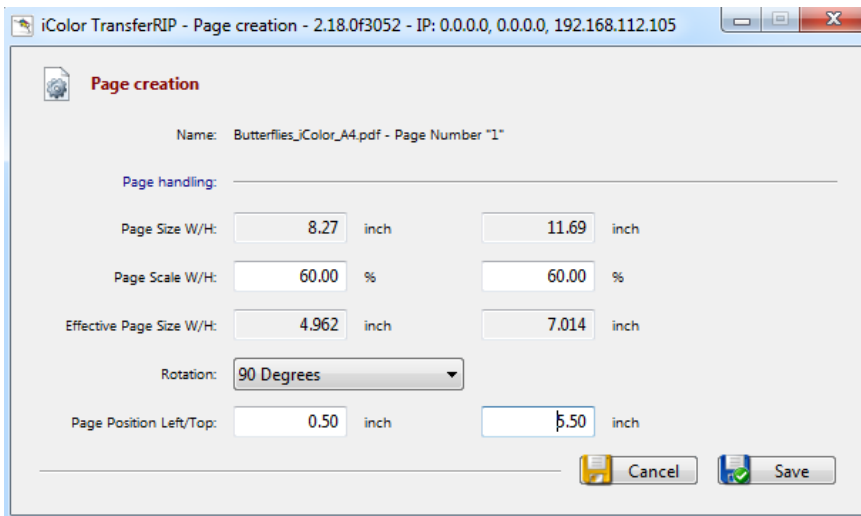 iColor TransferRIP - Page creation - 2.18.0f3052 - IP: 0.0.0.0, 0.0.0.0, 192.168.112.105
Page creation
Name: Butterflies_iColor_A4.pdf - Page Number "1"
Page handling:
Page Size W/H: 8.27 inch 11.69 inch
Page Scale W/H: 60.00 % 60.00 %
Effective Page Size W/H: 4.962 inch 7.014 inch
Rotation: 90 Degrees
Page Position Left/Top: 0.50 inch 5.50 inch
Cancel Save